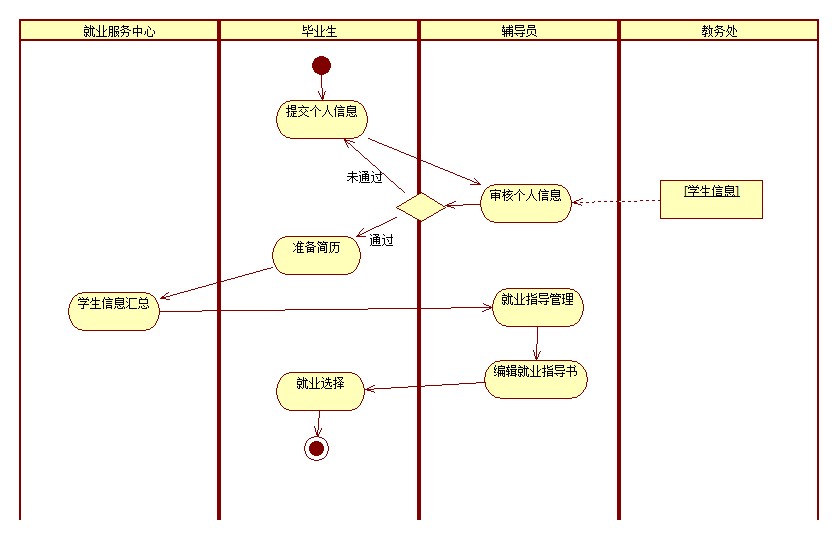 就业服务中心
毕业生
辅导员
教务处
提交个人信息
未通过
审核个人信息
[学生信息]
通过
准备简历
学生信息汇总
就业指导管理
编辑就业指导书
就业选择